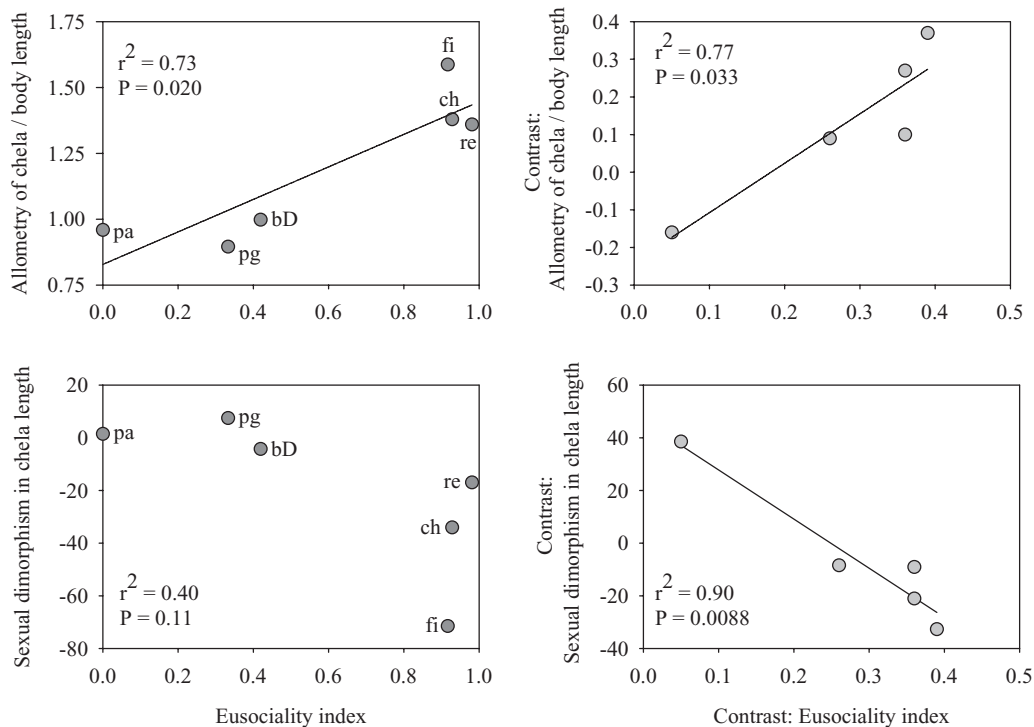 Allometry of chela / body length
1.75
1.50
1.25
1.00
0.75
r² = 0.73
P = 0.020
fi
ch
re
bD
pg
pa
0.0 0.2 0.4 0.6 0.8 1.0
Contrast:
Allometry of chela / body length
0.4
0.3
0.2
0.1
0.0
-0.1
-0.2
-0.3
r² = 0.77
P = 0.033
0.0 0.1 0.2 0.3 0.4 0.5
Sexual dimorphism in chela length
20
0
-20
-40
-60
-80
pa
pg
bD
re
ch
fi
r² = 0.40
P = 0.11
0.0 0.2 0.4 0.6 0.8 1.0
Eusociality index
Contrast:
Sexual dimorphism in chela length
60
40
20
0
-20
-40
r² = 0.90
P = 0.0088
0.0 0.1 0.2 0.3 0.4 0.5
Contrast: Eusociality index